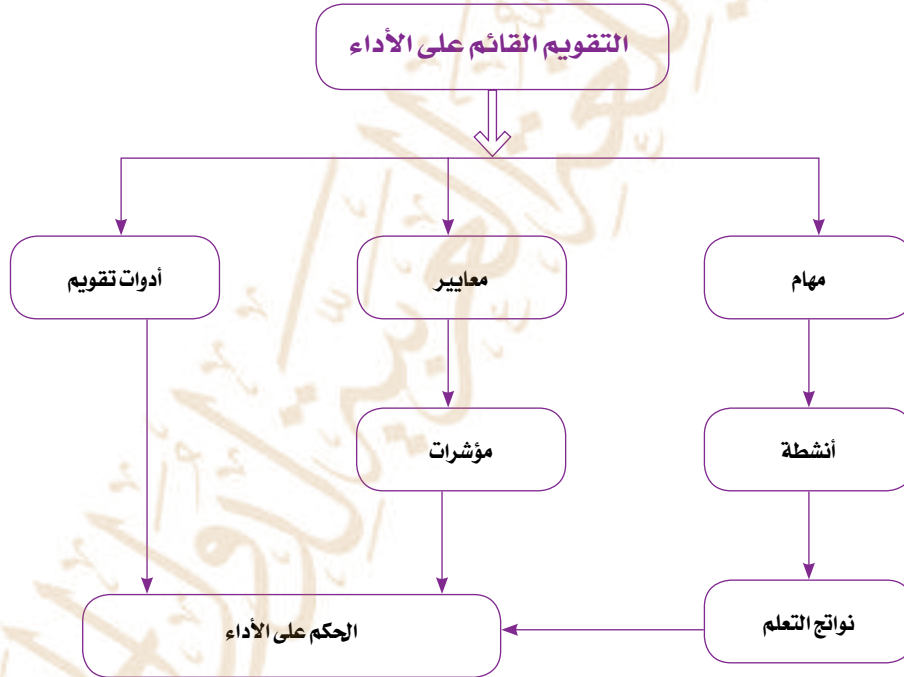 التقويم القائم على الأداء
مهام
معايير
أدوات تقويم
أنشطة
مؤشرات
نواتج التعلم
الحكم على الأداء